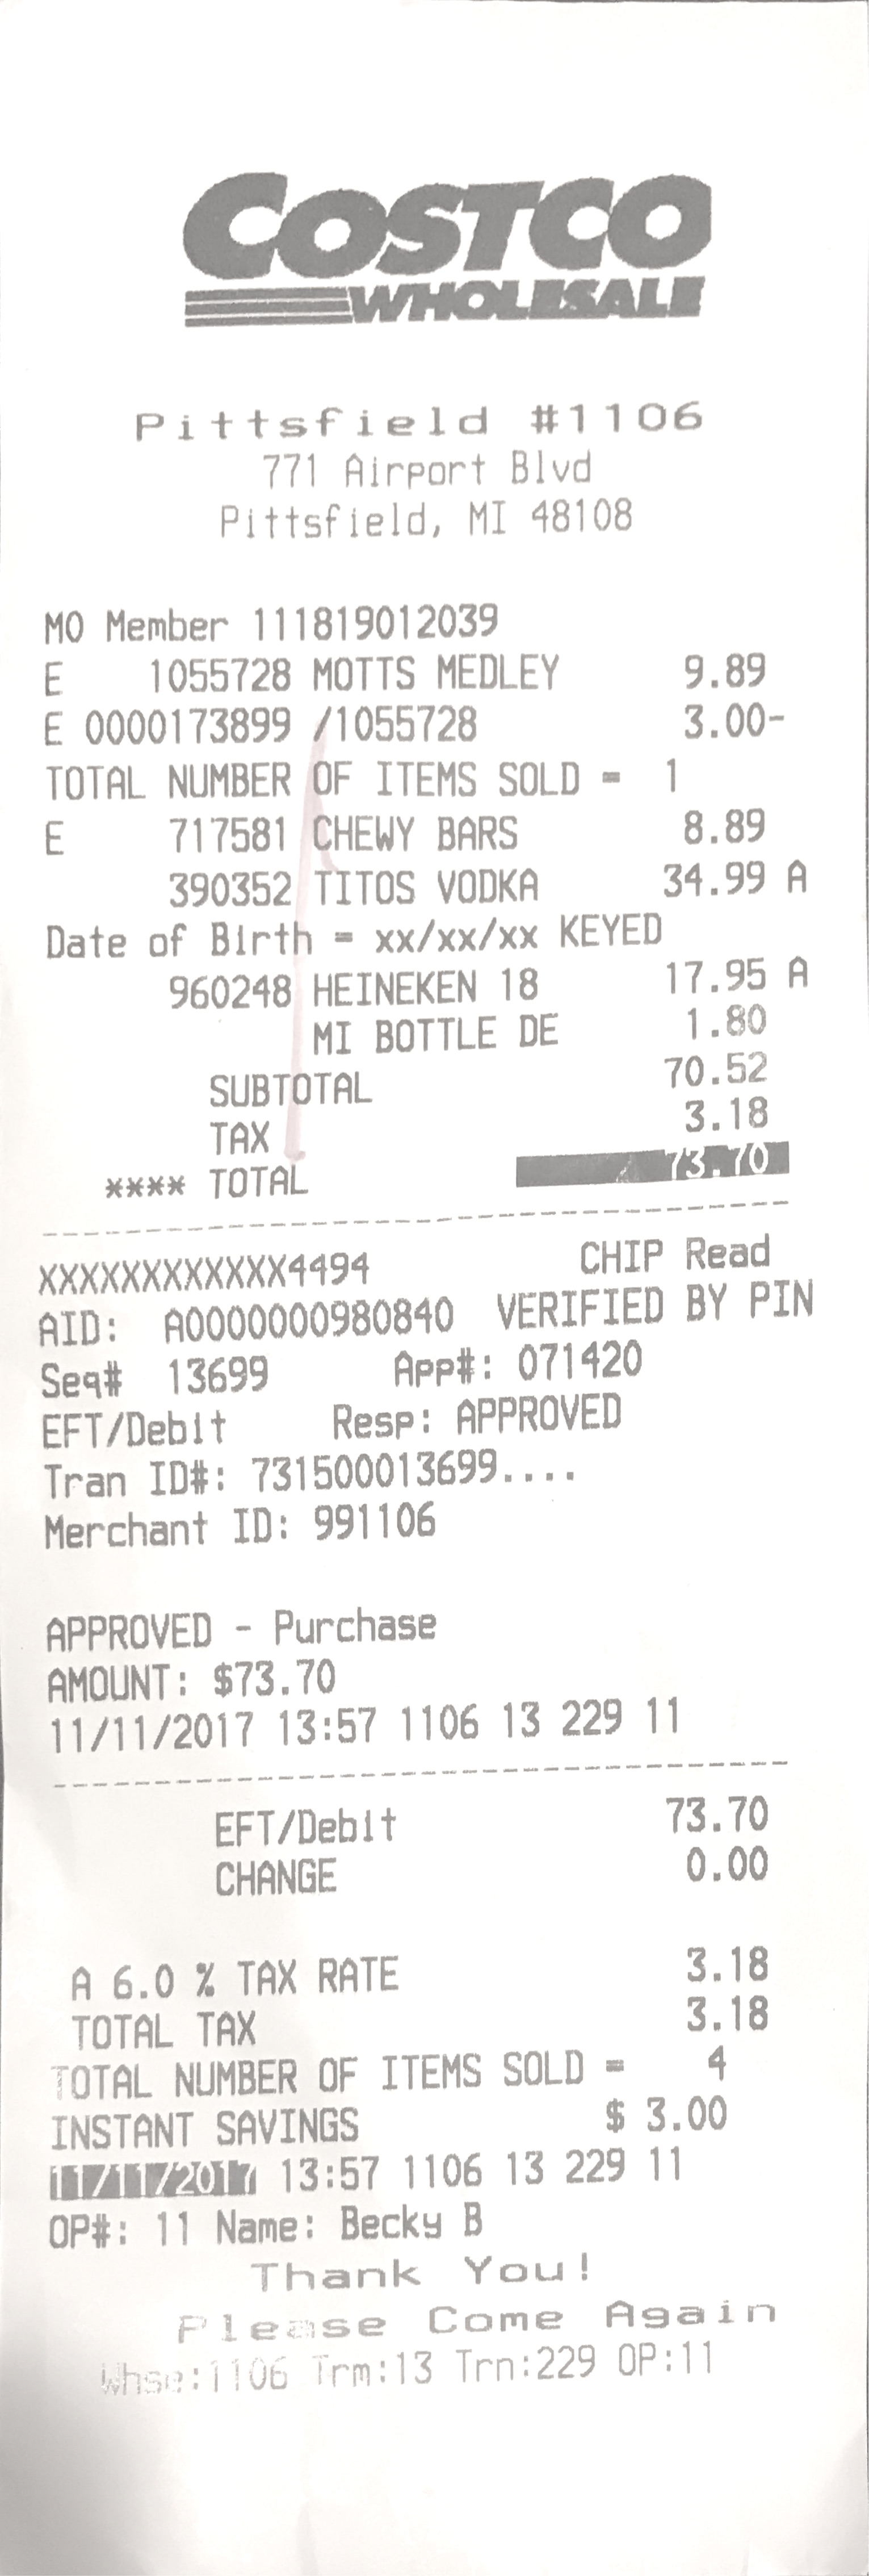 COSTCO
WHOLESALE
Pittsfield #1106
771 Airport Blvd
Pittsfield, MI 48108
MO Member 111819012039
E 1055728 MOTTS MEDLEY 9.89
E 0000173899 /1055728 3.00-
TOTAL NUMBER OF ITEMS SOLD = 1
E 717581 CHEWY BARS 8.89
390352 TITOS VODKA 34.99 A
Date of Birth = xx/xx/xx KEYED
960248 HEINEKEN 18 17.95 A
MI BOTTLE DE 1.80
SUBTOTAL 70.52
TAX 3.18
**** TOTAL 73.70
XXXXXXXXXXXX4494 CHIP Read
AID: A0000000980840 VERIFIED BY PIN
Seq# 13699 App#: 071420
EFT/Debit Resp: APPROVED
Tran ID#: 731500013699....
Merchant ID: 991106
APPROVED - Purchase
AMOUNT: $73.70
11/11/2017 13:57 1106 13 229 11
EFT/Debit 73.70
CHANGE 0.00
A 6.0 % TAX RATE 3.18
TOTAL TAX 3.18
TOTAL NUMBER OF ITEMS SOLD = 4
INSTANT SAVINGS $ 3.00
11/11/2017 13:57 1106 13 229 11
OP#: 11 Name: Becky B
Thank You!
Please Come Again
Whse:1106 Trm:13 Trn:229 OP:11